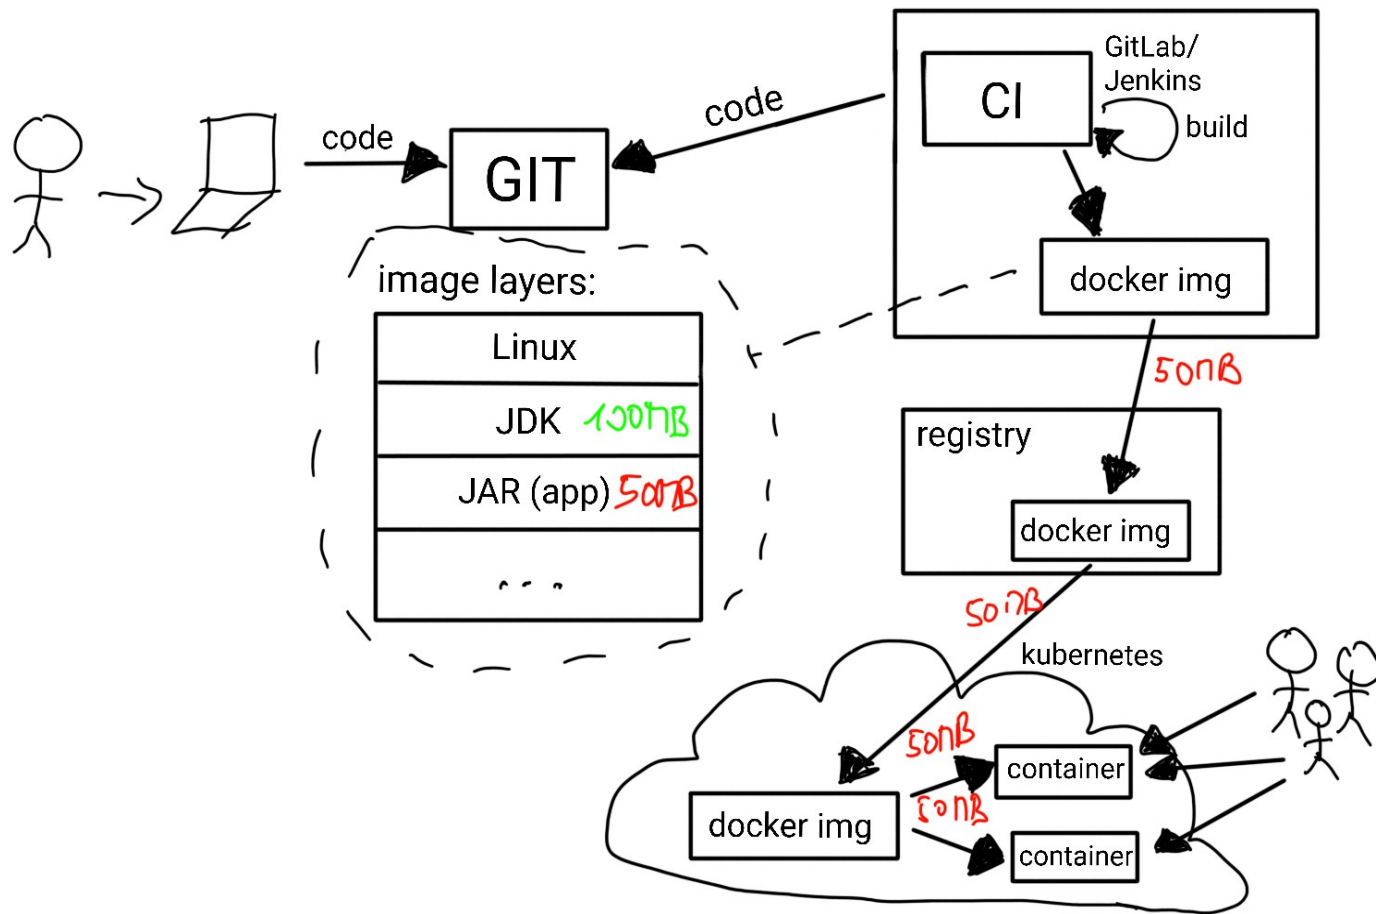 code
GIT
code
CI
GitLab/
Jenkins
build
docker img
image layers:
Linux
JDK 100MB
JAR (app) 50MB
...
50MB
registry
docker img
50MB
kubernetes
docker img
50MB
50MB
container
container